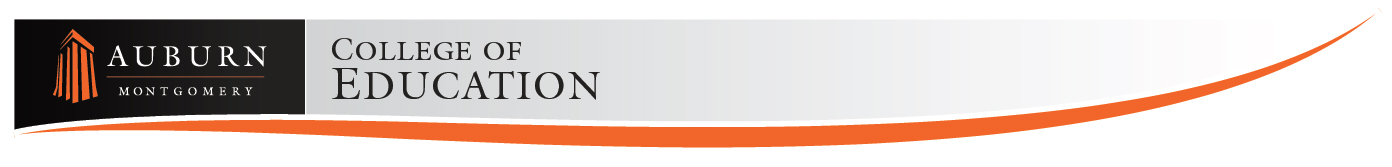 AUBURN
MONTGOMERY
COLLEGE OF
EDUCATION